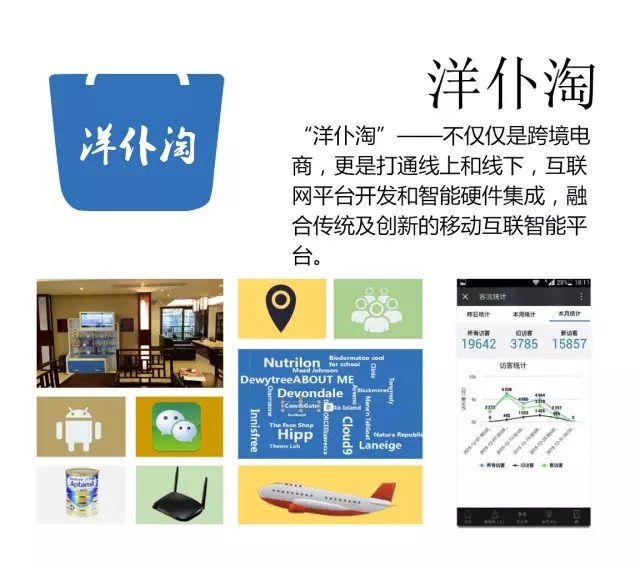 洋仆淘
洋仆淘
“洋仆淘”——不仅仅是跨境电
商，更是打通线上和线下，互联
网平台开发和智能硬件集成，融
合传统及创新的移动互联智能平
台。
Nutrilon
Biodermatoo cool
for school
Maud Johnson
Clinie
DewytreeABOUT ME
Devondale
Blackmores
Cow&Gate
Innisfree
The Face Shop
Hipp
Theme Lab
Cloud9
Nature Republic
Laneige
Aptamil
28% 18:11
客流统计
昨日统计
本周统计
本月统计
所有访客
旧访客
新访客
19642
3785
15857
访客统计
所有访客
旧访客
新访客